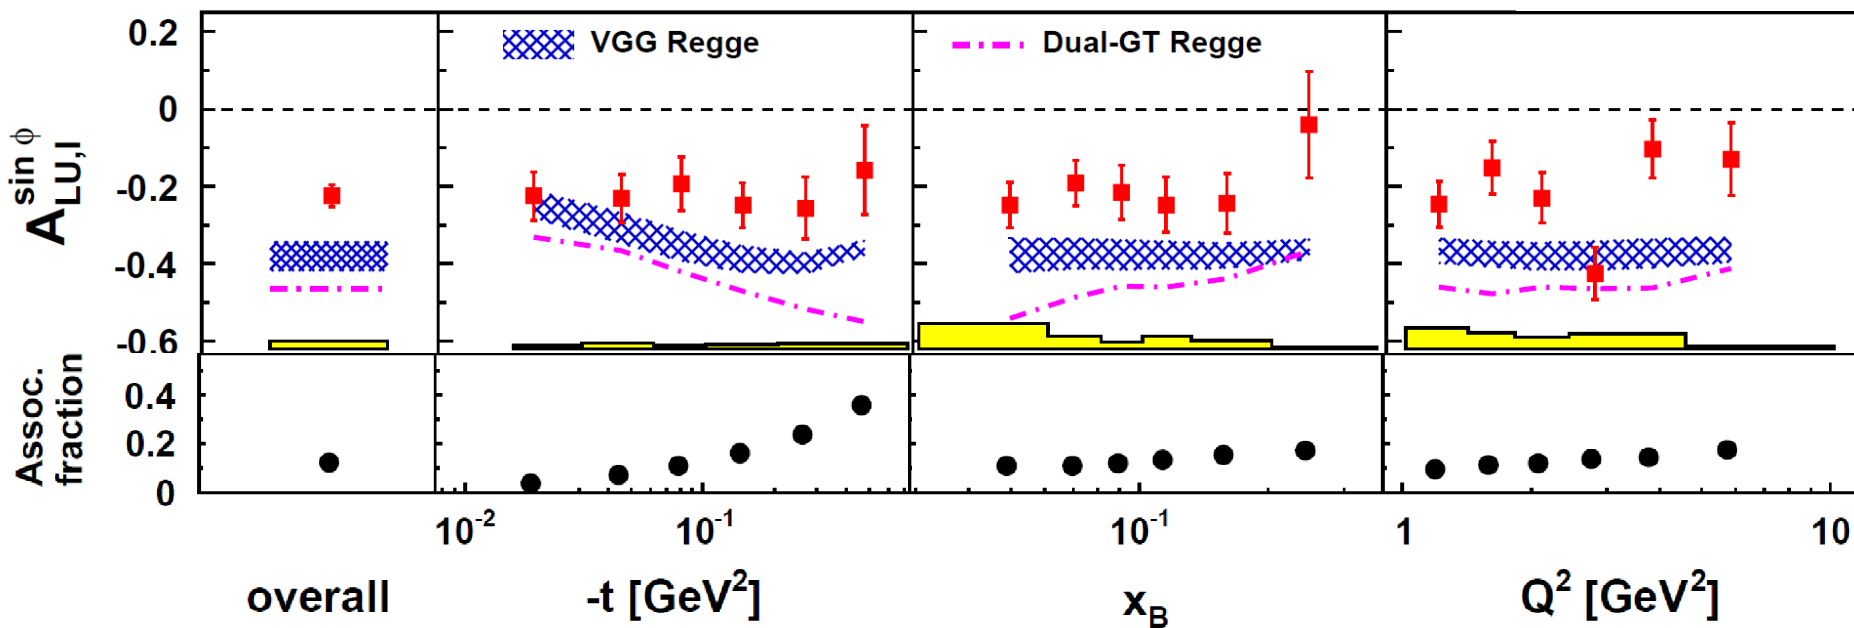 0.2
0
-0.2
-0.4
-0.6
A LU,I sin ϕ
VGG Regge
Dual-GT Regge
Assoc.
fraction
0.4
0.2
0
10^-2
10^-1
10^-1
1
10
overall
-t [GeV^2]
x_B
Q^2 [GeV^2]